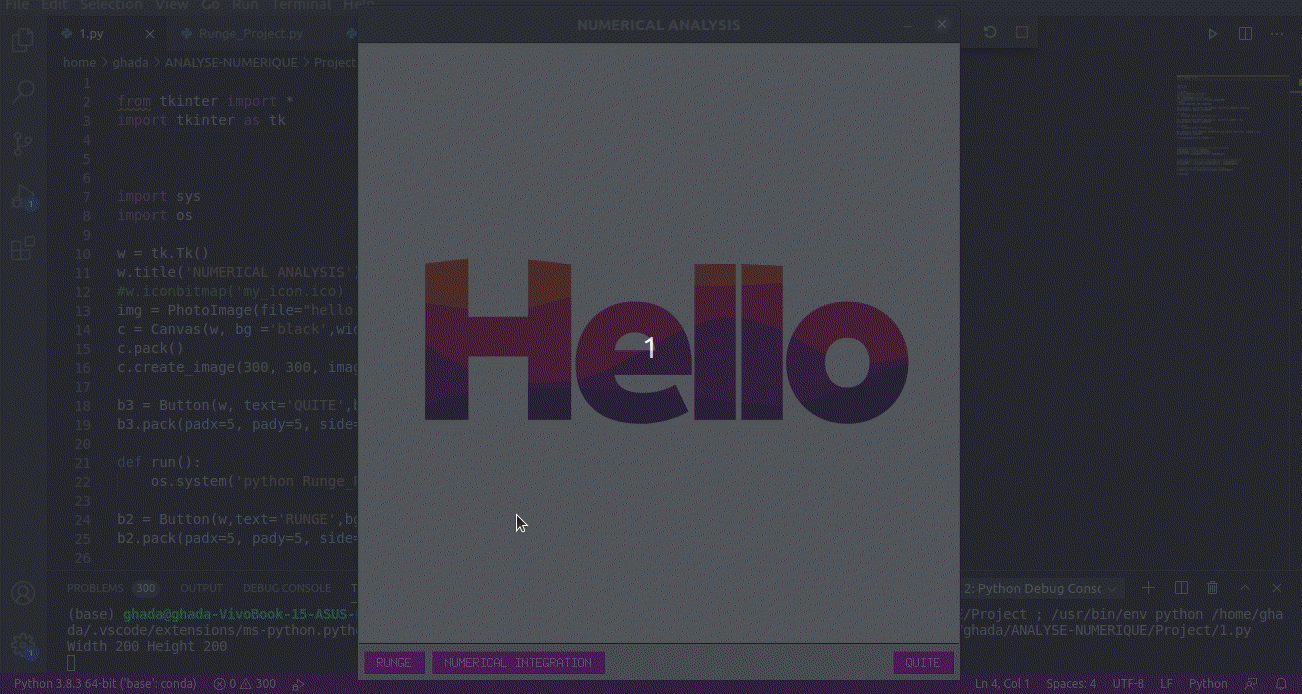 File Edit Selection View Go Run Terminal Help
NUMERICAL ANALYSIS
1.py
Runge_Project.py
home > ghada > ANALYSE-NUMERIQUE > Project
1
2 from tkinter import *
3 import tkinter as tk
4
5
6
7 import sys
8 import os
9
10 w = tk.Tk()
11 w.title('NUMERICAL ANALYSIS')
12 #w.iconbitmap('my_icon.ico)
13 img = PhotoImage(file="hello.
14 c = Canvas(w, bg ='black',wid
15 c.pack()
16 c.create_image(300, 300, imag
17
18 b3 = Button(w, text='QUITE',b
19 b3.pack(padx=5, pady=5, side=
20
21 def run():
22 os.system('python Runge_P
23
24 b2 = Button(w,text='RUNGE',bg
25 b2.pack(padx=5, pady=5, side=
26
Hello
1
PROBLEMS 300 OUTPUT DEBUG CONSOLE T
2: Python Debug Consc
(base) ghada@ghada-VivoBook-15-ASUS- E/Project ; /usr/bin/env python /home/gha
da/.vscode/extensions/ms-python.pytho /ghada/ANALYSE-NUMERIQUE/Project/1.py
Width 200 Height 200
RUNGE NUMERICAL INTEGRATION QUITE
Python 3.8.3 64-bit ('base': conda) 0 300 Ln 4, Col 1 Spaces: 4 UTF-8 LF Python
1
1